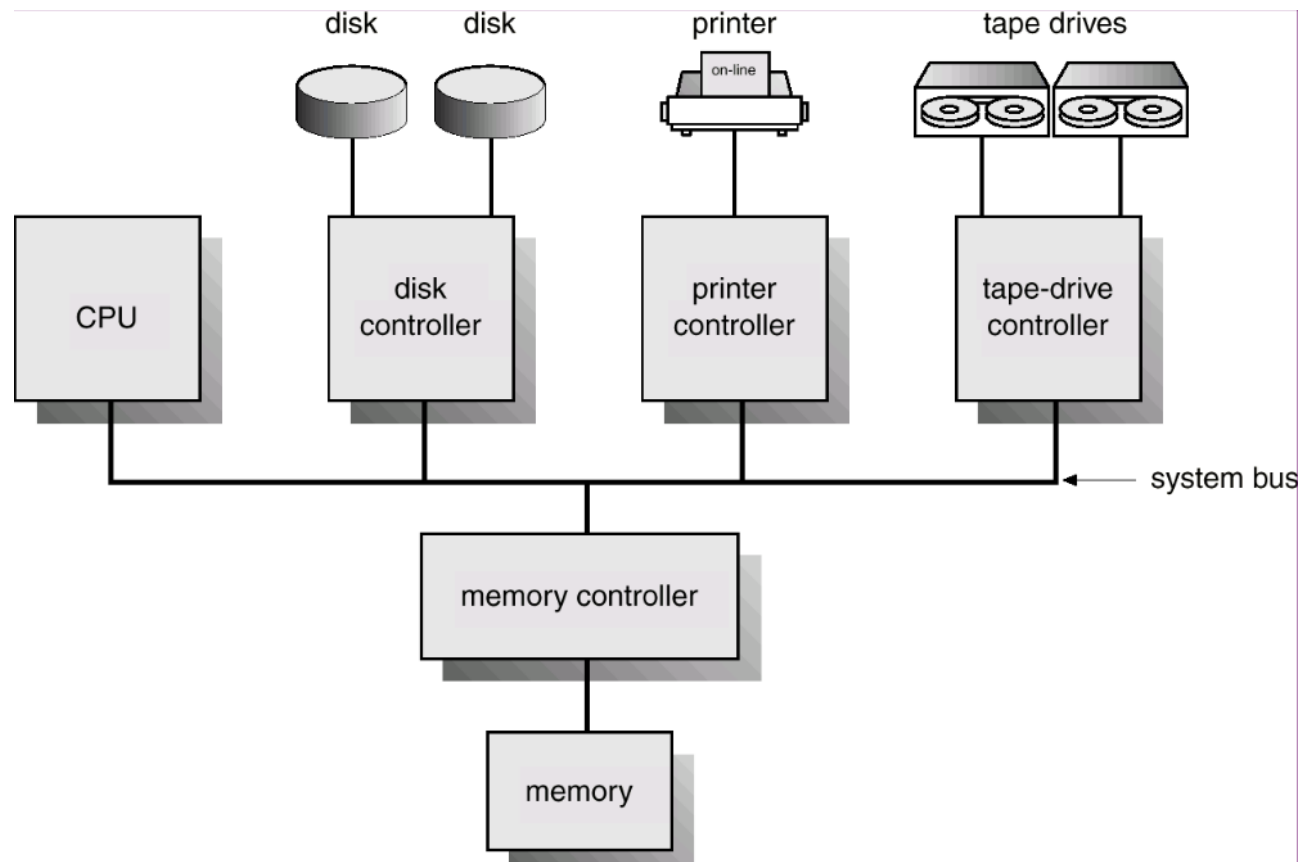 disk
disk
printer
tape drives
on-line
CPU
disk
controller
printer
controller
tape-drive
controller
system bus
memory controller
memory